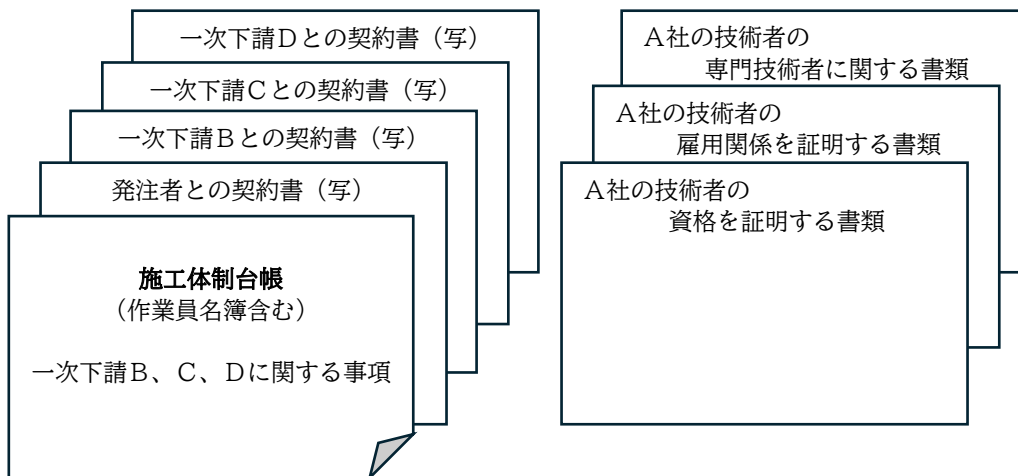 一次下請Ｄとの契約書（写）
一次下請Ｃとの契約書（写）
一次下請Ｂとの契約書（写）
発注者との契約書（写）
施工体制台帳
（作業員名簿含む）
一次下請Ｂ、Ｃ、Ｄに関する事項
Ａ社の技術者の
専門技術者に関する書類
Ａ社の技術者の
雇用関係を証明する書類
Ａ社の技術者の
資格を証明する書類